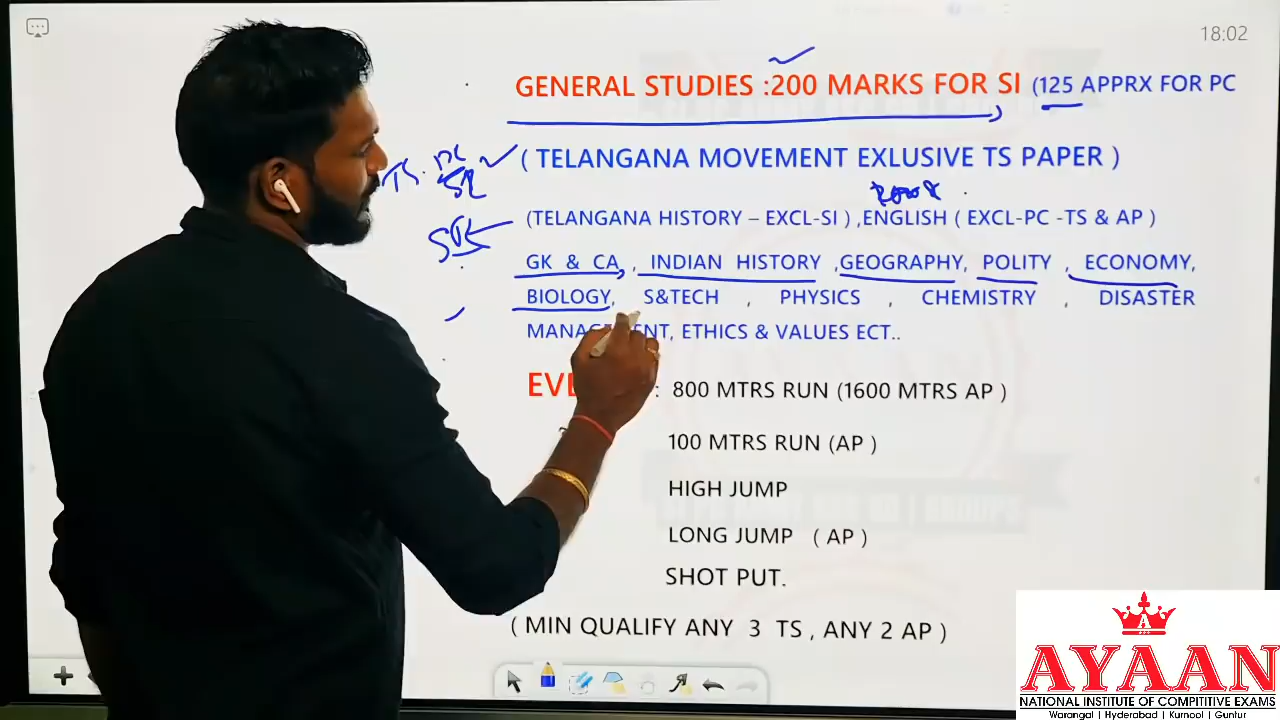 18:02
GENERAL STUDIES :200 MARKS FOR SI (125 APPRX FOR PC
( TELANGANA MOVEMENT EXLUSIVE TS PAPER )
TS
(TELANGANA HISTORY – EXCL-SI ) ,ENGLISH ( EXCL-PC -TS & AP )
GK & CA , INDIAN HISTORY ,GEOGRAPHY, POLITY , ECONOMY,
BIOLOGY, S&TECH , PHYSICS , CHEMISTRY , DISASTER
MANAGEMENT, ETHICS & VALUES ECT..
: 800 MTRS RUN (1600 MTRS AP )
100 MTRS RUN (AP )
HIGH JUMP
LONG JUMP ( AP )
SHOT PUT.
( MIN QUALIFY ANY 3 TS , ANY 2 AP )
AYAAN
NATIONAL INSTITUTE OF COMPITITIVE EXAMS
Warangal | Hyderabad | Kurnool | Guntur